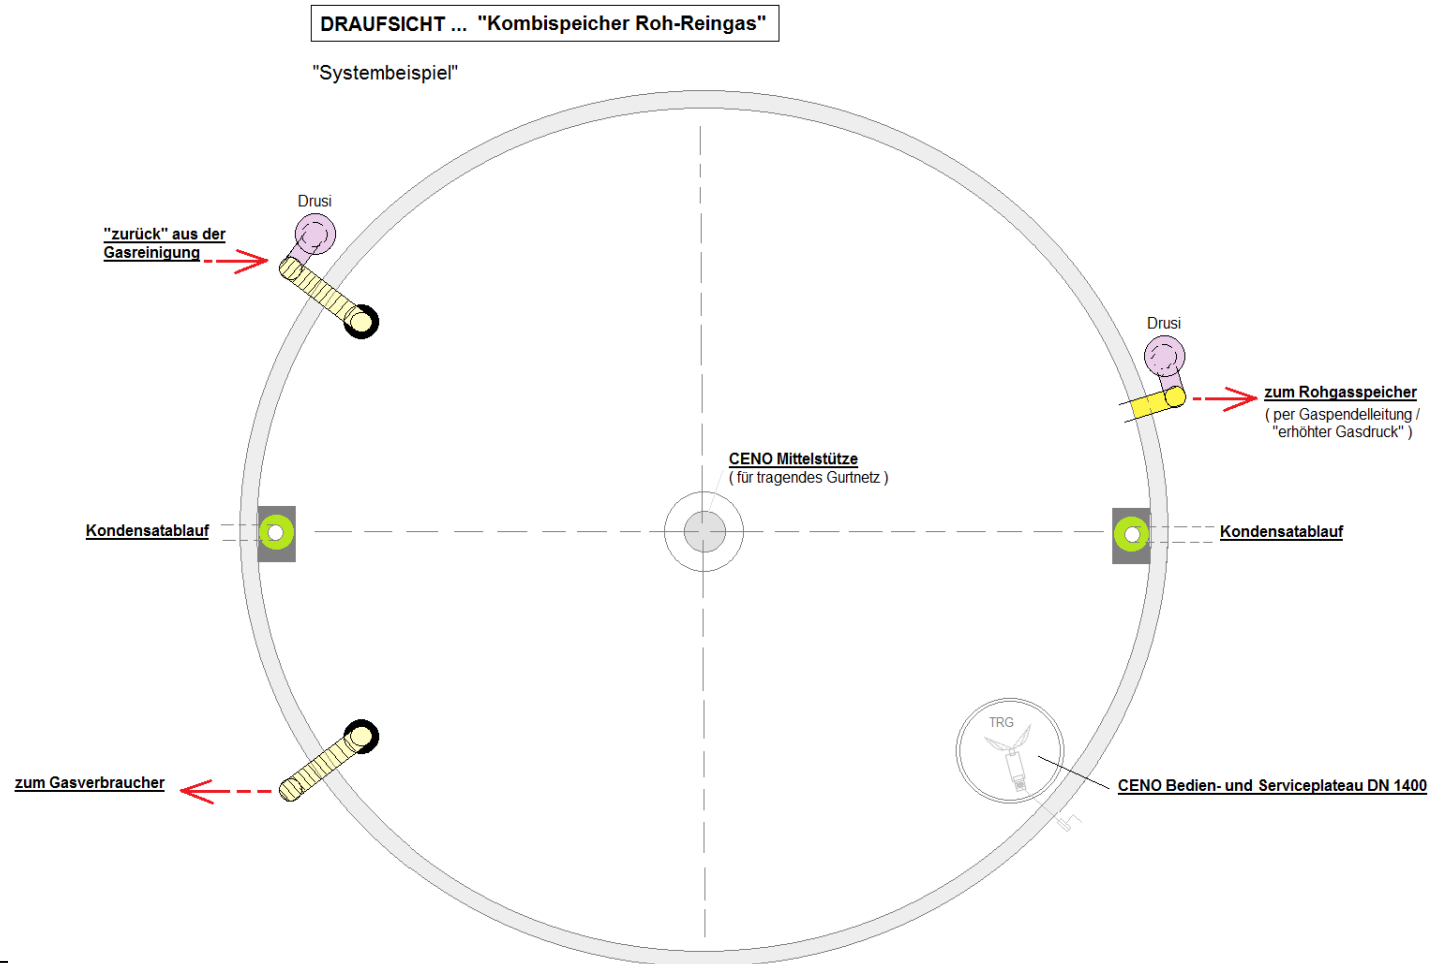 DRAUFSICHT ... "Kombispeicher Roh-Reingas"
"Systembeispiel"
Drusi
"zurück" aus der
Gasreinigung
Drusi
zum Rohgasspeicher
( per Gaspendelleitung /
"erhöhter Gasdruck" )
CENO Mittelstütze
( für tragendes Gurtnetz )
Kondensatablauf
Kondensatablauf
TRG
zum Gasverbraucher
CENO Bedien- und Serviceplateau DN 1400